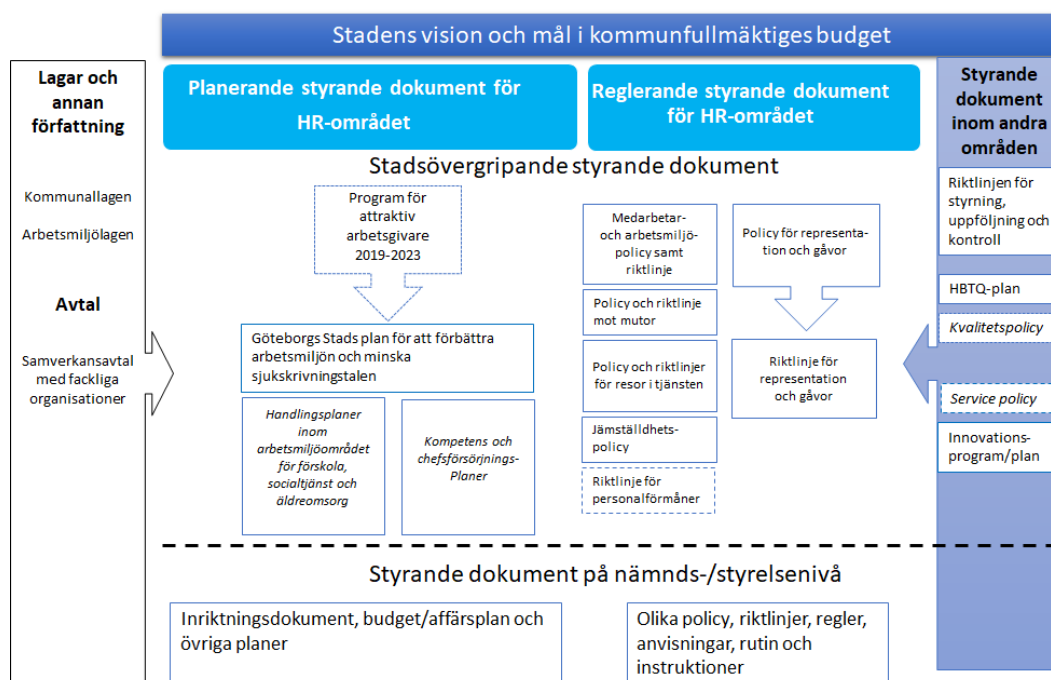 Stadens vision och mål i kommunfullmäktiges budget
Lagar och
annan
författning
Kommunallagen
Arbetsmiljölagen
Avtal
Samverkansavtal
med fackliga
organisationer
Planerande styrande dokument för
HR-området
Reglerande styrande dokument
för HR-området
Stadsövergripande styrande dokument
Program för
attraktiv
arbetsgivare
2019-2023
Göteborgs Stads plan för att förbättra
arbetsmiljön och minska
sjukskrivningstalen
Handlingsplaner
inom
arbetsmiljöområdet
för förskola,
socialtjänst och
äldreomsorg
Kompetens och
chefsförsörjnings-
Planer
Medarbetar-
och arbetsmiljö-
policy samt
riktlinje
Policy och riktlinje
mot mutor
Policy och riktlinjer
för resor i tjänsten
Jämställdhets-
policy
Riktlinje för
personalförmåner
Policy för representa-
tion och gåvor
Riktlinje för
representation
och gåvor
Styrande
dokument
inom andra
områden
Riktlinjen för
styrning,
uppföljning och
kontroll
HBTQ-plan
Kvalitetspolicy
Service policy
Innovations-
program/plan
Styrande dokument på nämnds-/styrelsenivå
Inriktningsdokument, budget/affärsplan och
övriga planer
Olika policy, riktlinjer, regler,
anvisningar, rutin och
instruktioner